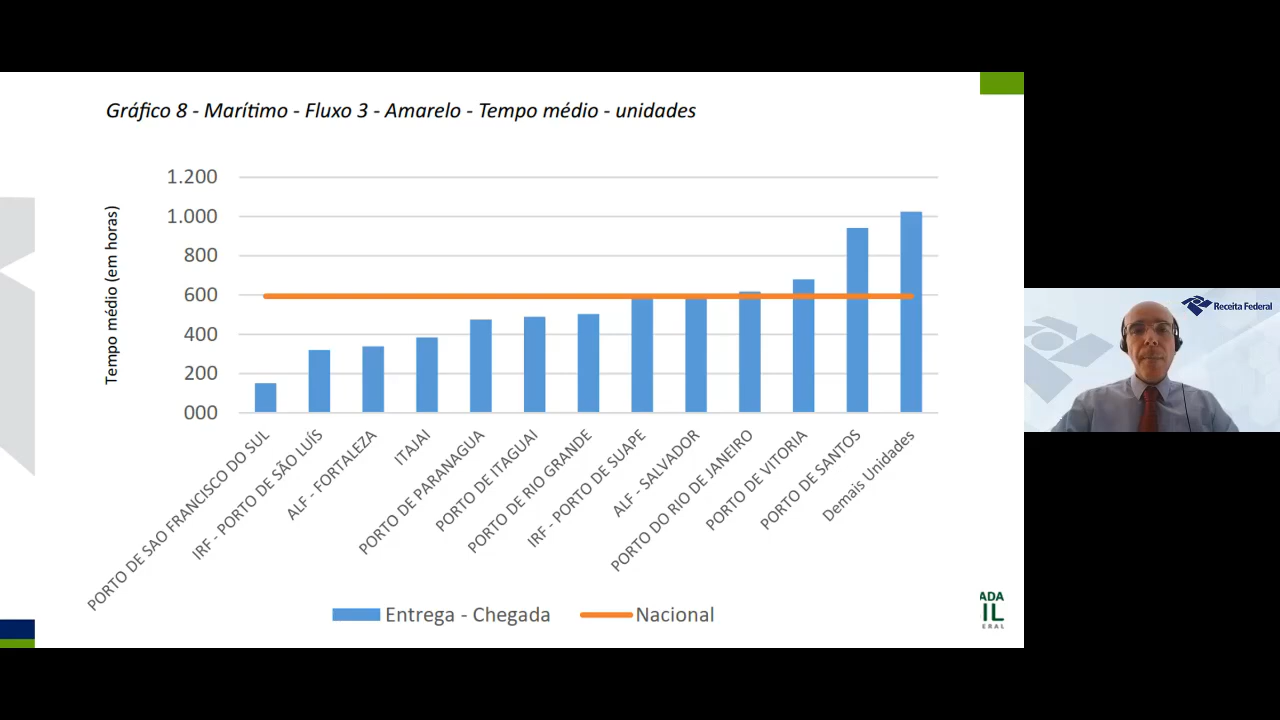 Gráfico 8 - Marítimo - Fluxo 3 - Amarelo - Tempo médio - unidades
Tempo médio (em horas)
1.200
1.000
800
600
400
200
000
PORTO DE SAO FRANCISCO DO SUL
IRF - PORTO DE SÃO LUÍS
ALF - FORTALEZA
ITAJAI
PORTO DE PARANAGUA
PORTO DE ITAGUAI
PORTO DE RIO GRANDE
IRF - PORTO DE SUAPE
ALF - SALVADOR
PORTO DO RIO DE JANEIRO
PORTO DE VITORIA
PORTO DE SANTOS
Demais Unidades
Entrega - Chegada
Nacional
ADA
IL
ERAL
Receita Federal